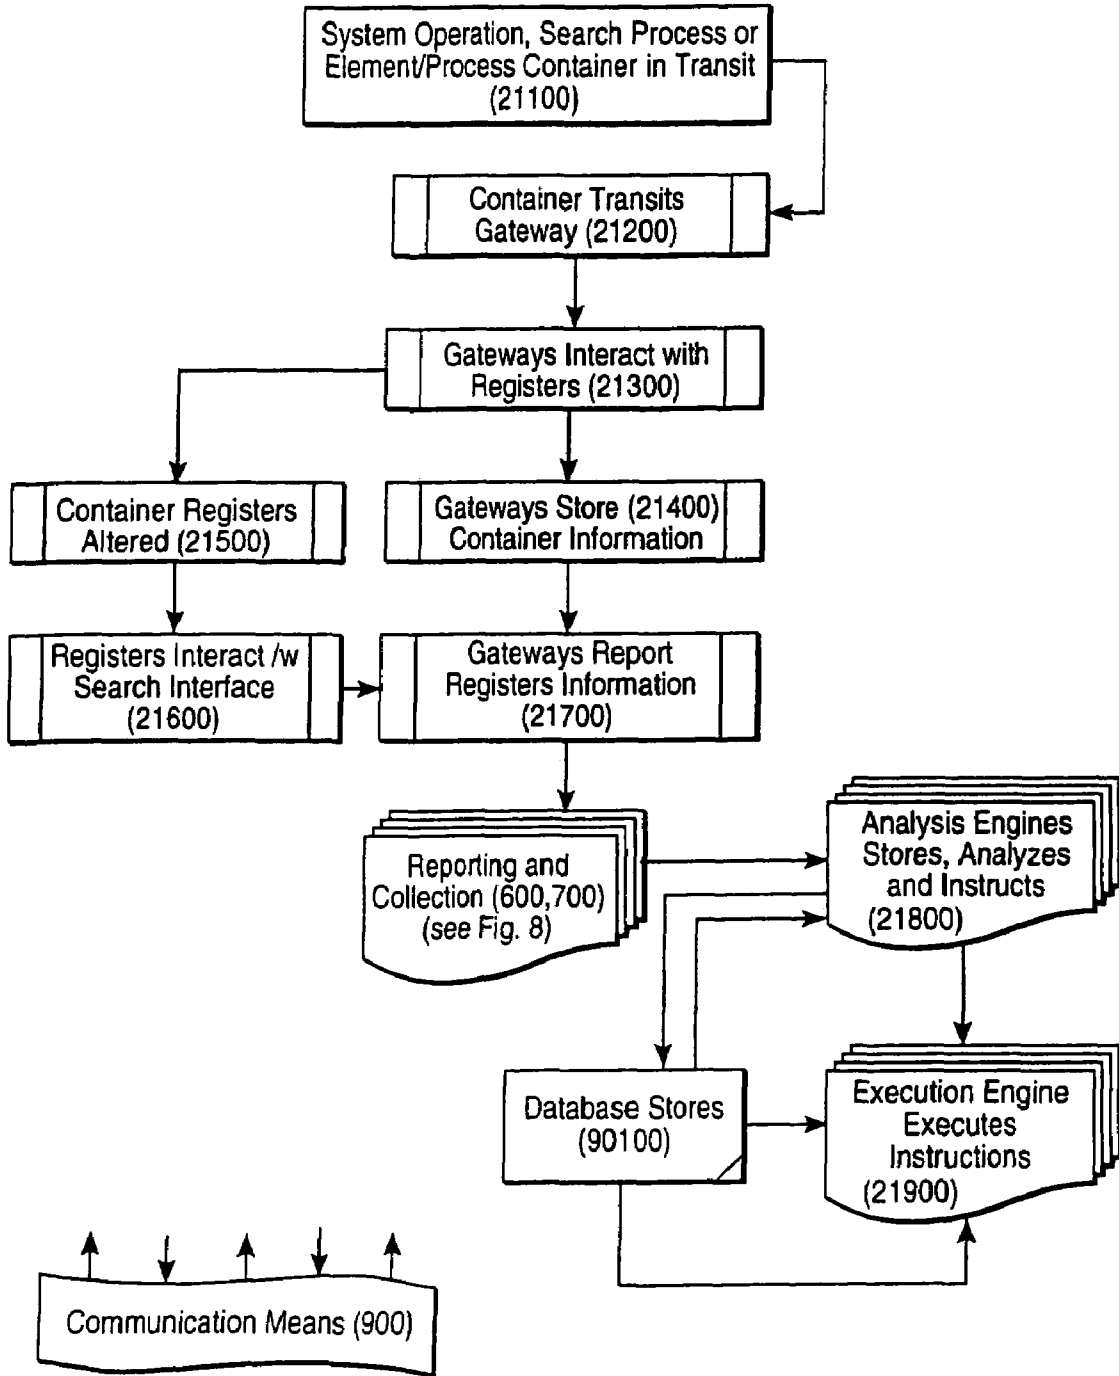 System Operation, Search Process or
Element/Process Container in Transit
(21100)
Container Transits
Gateway (21200)
Gateways Interact with
Registers (21300)
Container Registers
Altered (21500)
Gateways Store (21400)
Container Information
Registers Interact /w
Search Interface
(21600)
Gateways Report
Registers Information
(21700)
Reporting and
Collection (600,700)
(see Fig. 8)
Analysis Engines
Stores, Analyzes
and Instructs
(21800)
Database Stores
(90100)
Execution Engine
Executes
Instructions
(21900)
Communication Means (900)